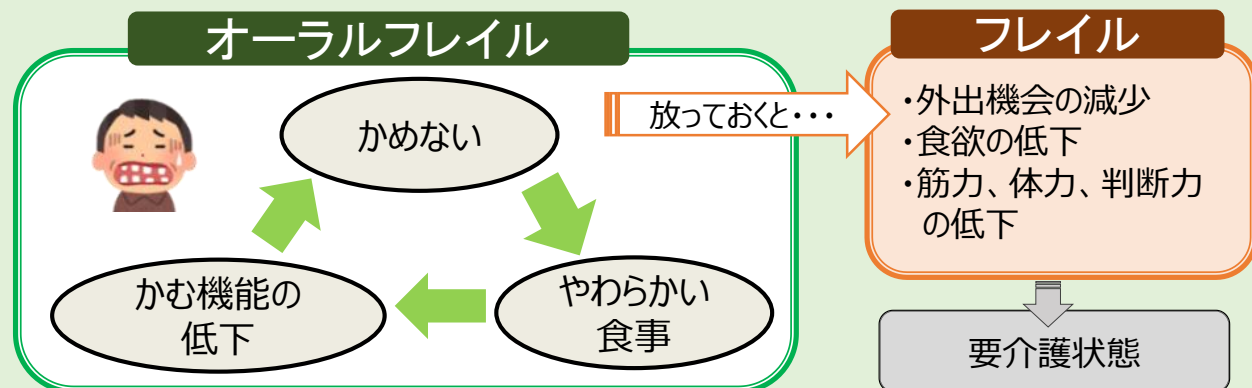 オーラルフレイル
かめない
やわらかい
食事
かむ機能の
低下
放っておくと・・・
フレイル
・外出機会の減少
・食欲の低下
・筋力、体力、判断力
の低下
要介護状態